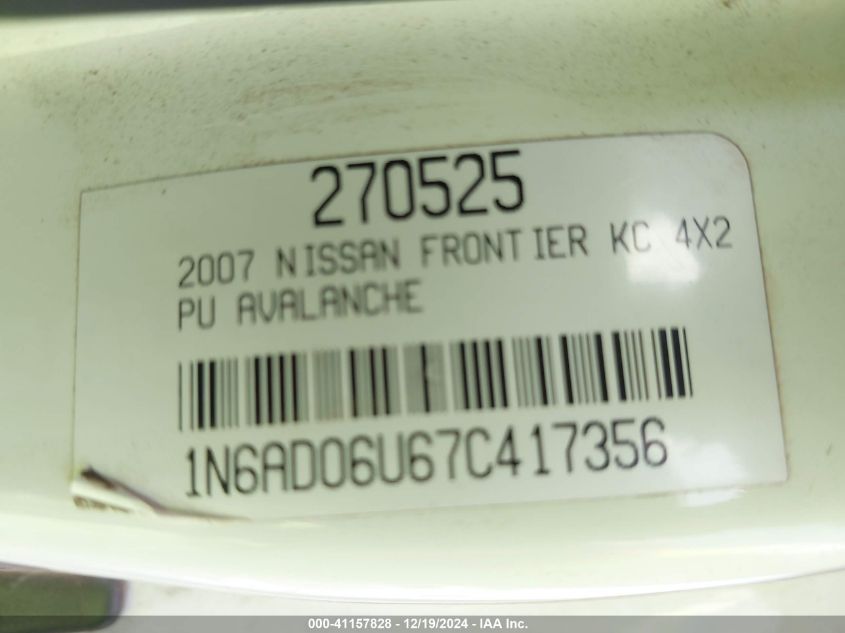 270525
2007 NISSAN FRONTIER KC 4X2
PU AVALANCHE
1N6AD06U67C417356
000-41157828 - 12/19/2024 - IAA Inc.